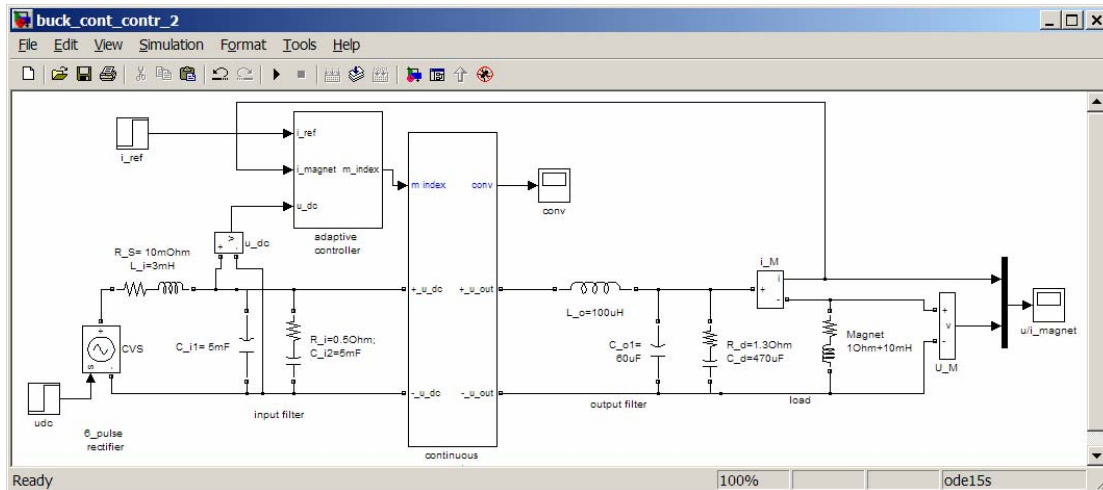 buck_cont_contr_2
File Edit View Simulation Format Tools Help
i_ref
i_ref
i_magnet m_index
u_dc
adaptive
controller
m_index conv
conv
u_dc
R_S= 10mOhm
L_i=3mH
+
CVS
s
-
udc
6_pulse
rectifier
C_i1= 5mF
R_i=0.5Ohm;
C_i2=5mF
input filter
+_u_dc +_u_out
-_u_dc -_u_out
continuous
L_o=100uH
C_o1=
60uF
R_d=1.3Ohm
C_d=470uF
output filter
i_M
+ i
-
Magnet
1Ohm+10mH
load
+
v
-
U_M
u/i_magnet
Ready 100% ode15s